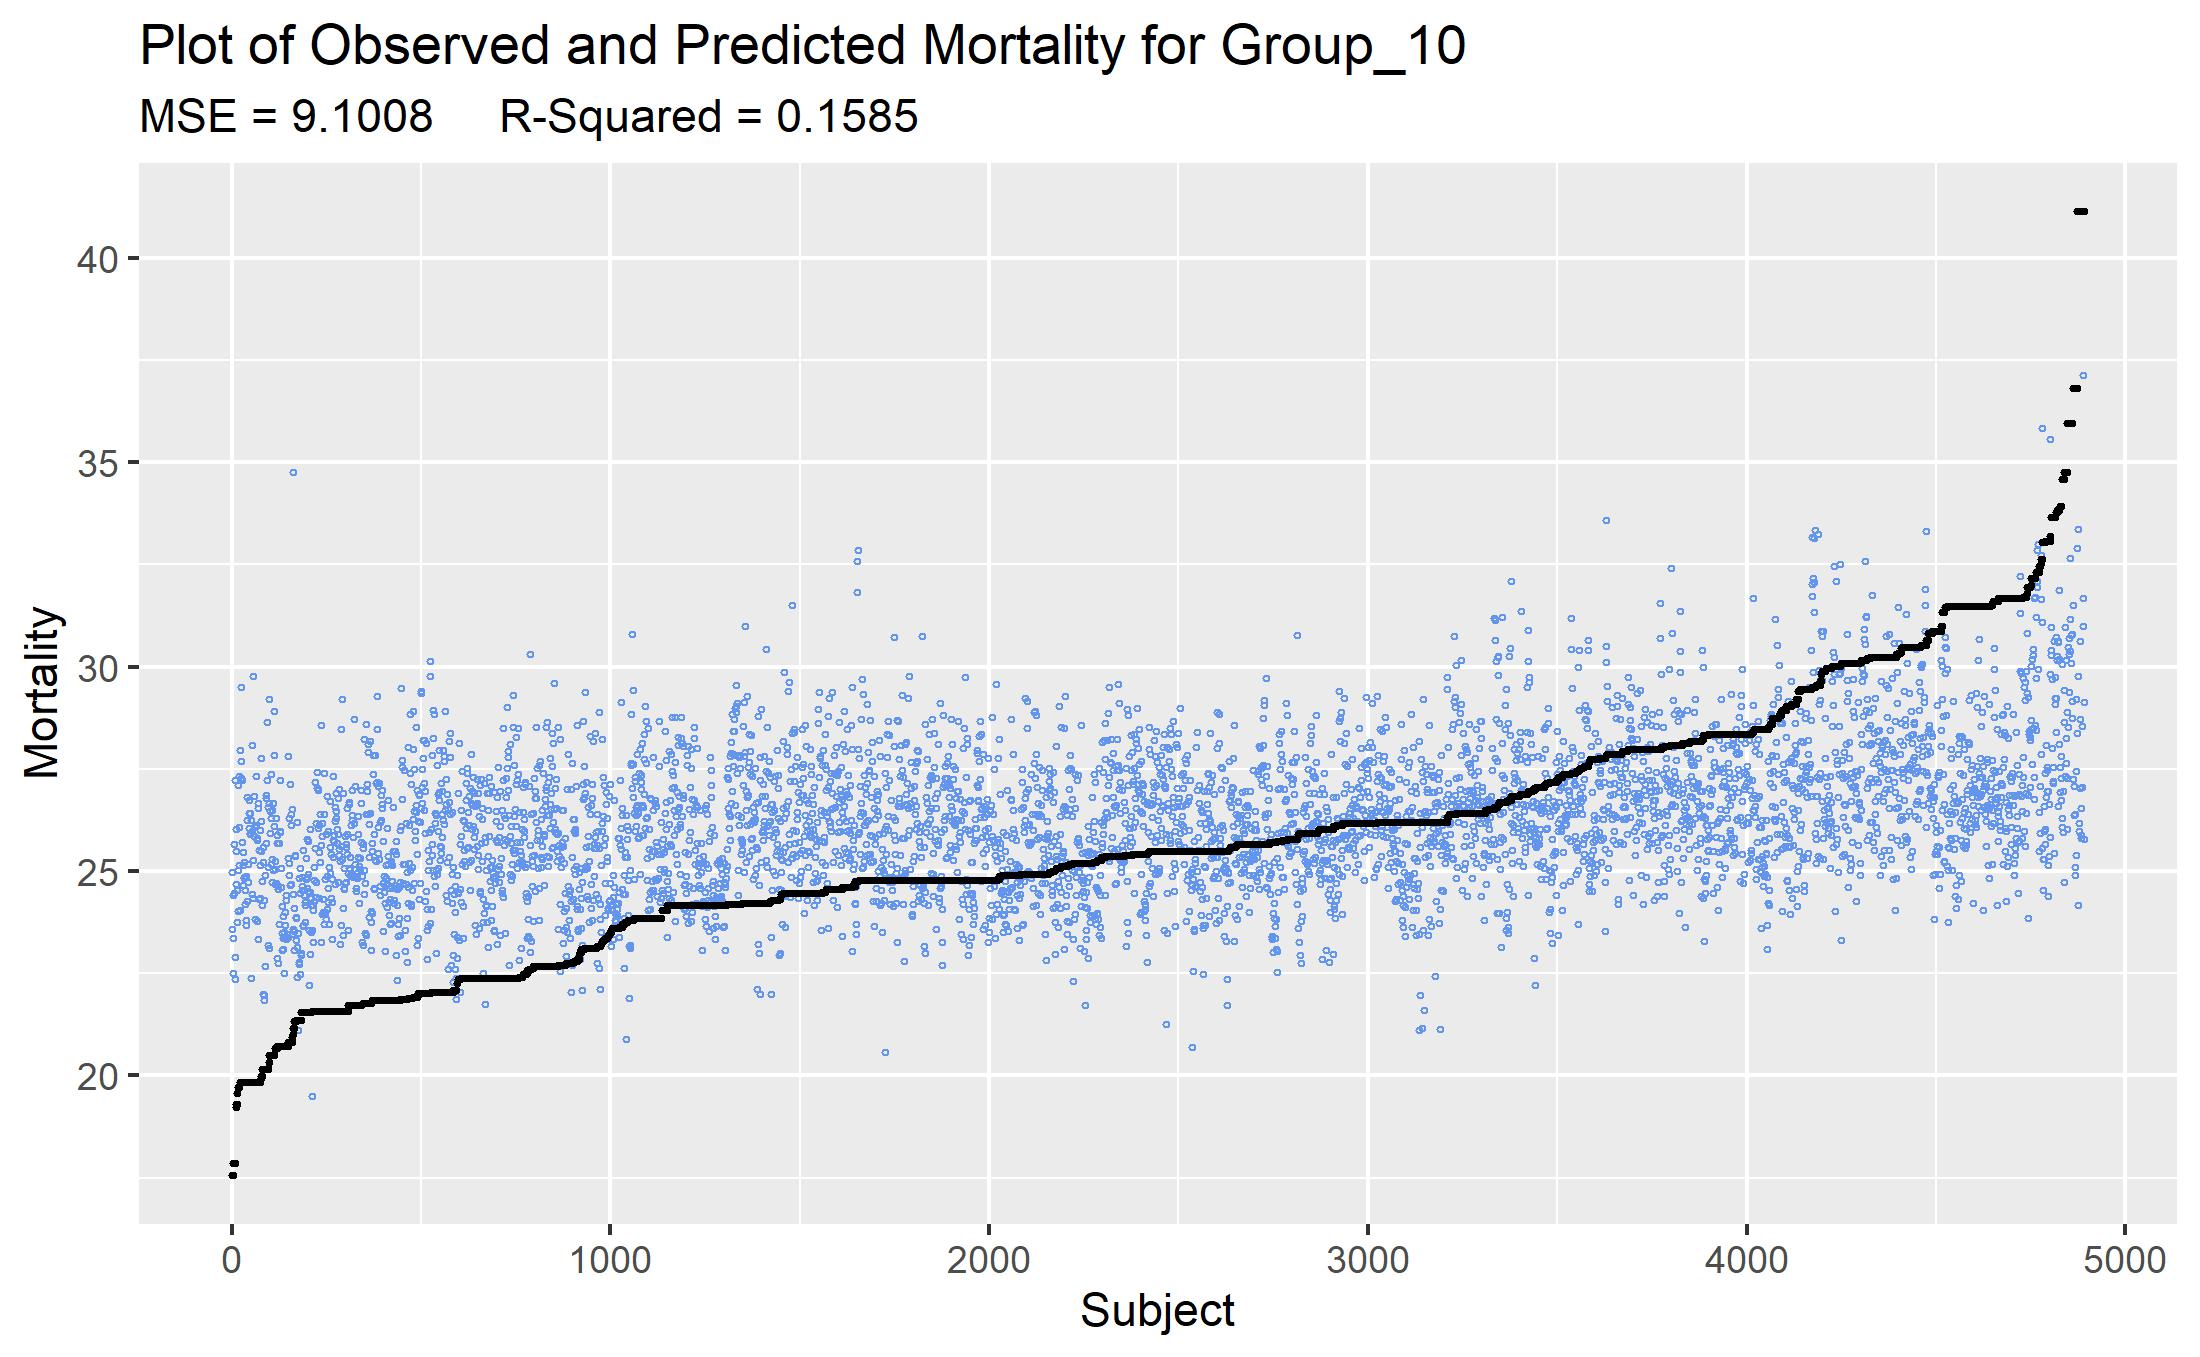 Plot of Observed and Predicted Mortality for Group_10
MSE = 9.1008 R-Squared = 0.1585
Mortality
40
35
30
25
20
0 1000 2000 3000 4000 5000
Subject